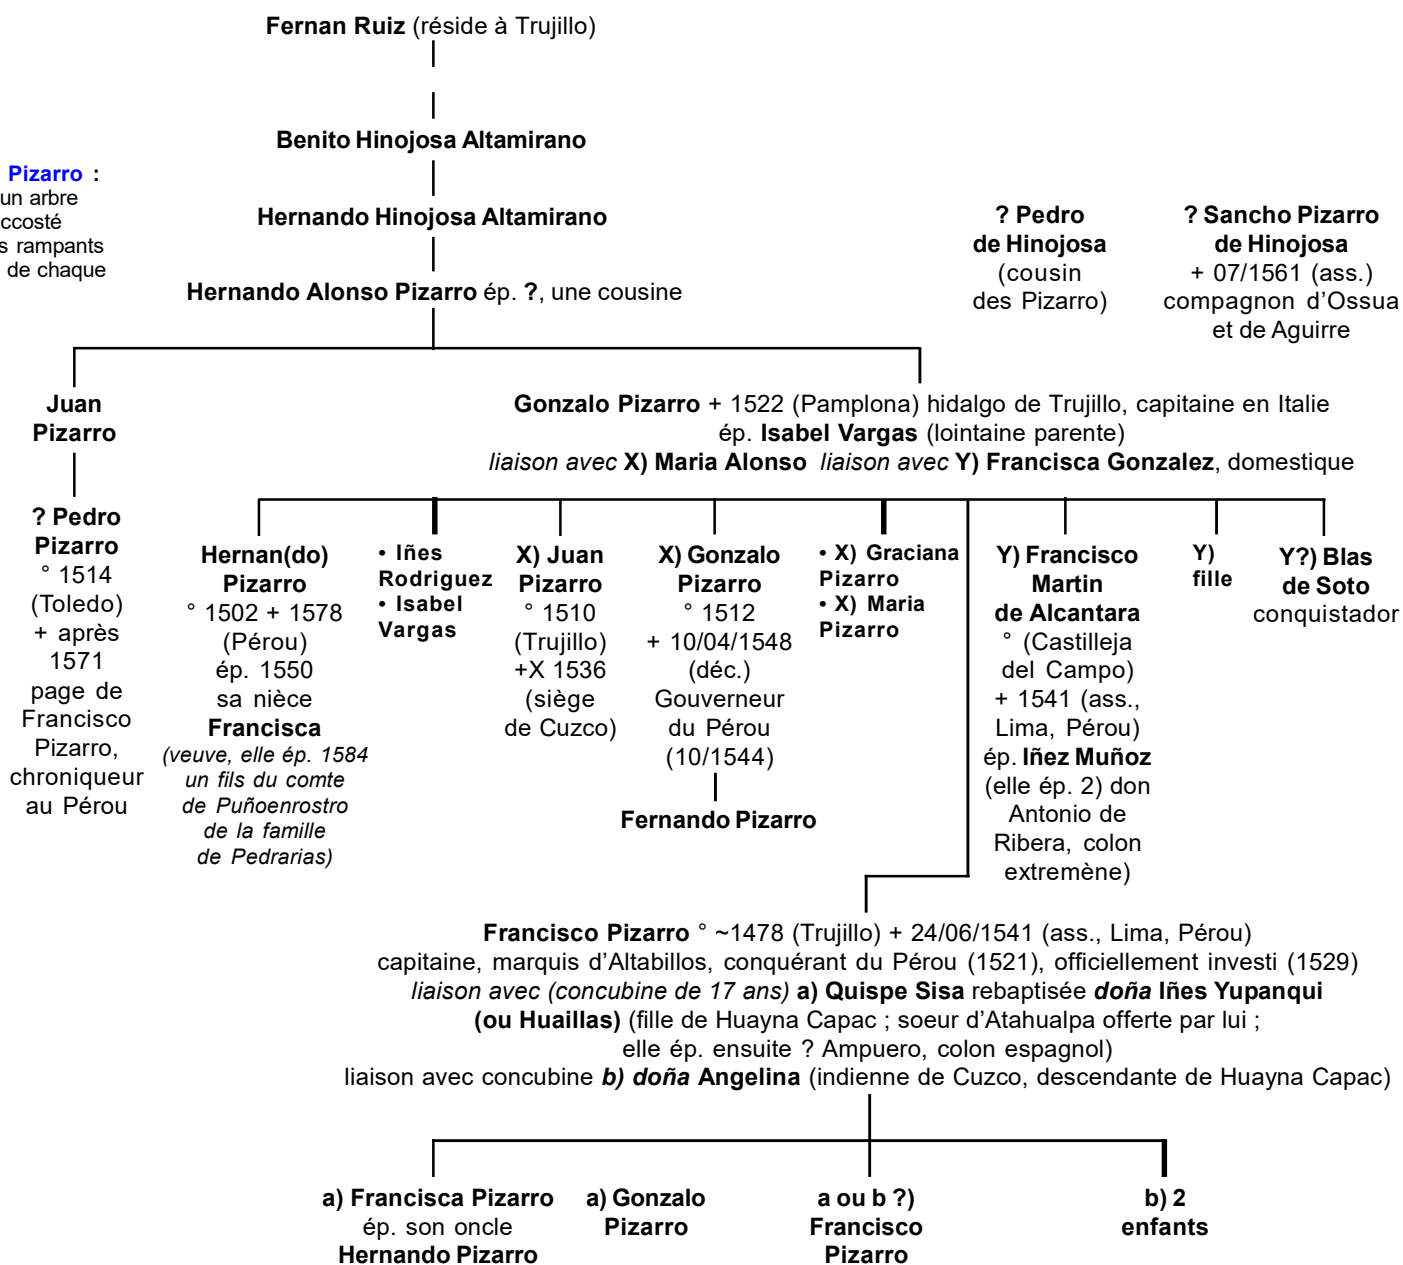 Fernan Ruiz (réside à Trujillo)
Benito Hinojosa Altamirano
Pizarro :
un arbre
ccosté
s rampants
de chaque
Hernando Hinojosa Altamirano
Hernando Alonso Pizarro ép. ?, une cousine
? Pedro
de Hinojosa
(cousin
des Pizarro)
? Sancho Pizarro
de Hinojosa
+ 07/1561 (ass.)
compagnon d'Ossua
et de Aguirre
Juan
Pizarro
Gonzalo Pizarro + 1522 (Pamplona) hidalgo de Trujillo, capitaine en Italie
ép. Isabel Vargas (lointaine parente)
liaison avec X) Maria Alonso liaison avec Y) Francisca Gonzalez, domestique
? Pedro
Pizarro
° 1514
(Toledo)
+ après
1571
page de
Francisco
Pizarro,
chroniqueur
au Pérou
Hernan(do)
Pizarro
° 1502 + 1578
(Pérou)
ép. 1550
sa nièce
Francisca
(veuve, elle ép. 1584
un fils du comte
de Puñoenrostro
de la famille
de Pedrarias)
• Iñes
Rodriguez
• Isabel
Vargas
X) Juan
Pizarro
° 1510
(Trujillo)
+X 1536
(siège
de Cuzco)
X) Gonzalo
Pizarro
° 1512
+ 10/04/1548
(déc.)
Gouverneur
du Pérou
(10/1544)
Fernando Pizarro
• X) Graciana
Pizarro
• X) Maria
Pizarro
Y) Francisco
Martin
de Alcantara
° (Castilleja
del Campo)
+ 1541 (ass.,
Lima, Pérou)
ép. Iñez Muñoz
(elle ép. 2) don
Antonio de
Ribera, colon
extremène)
Y)
fille
Y?) Blas
de Soto
conquistador
Francisco Pizarro ° ~1478 (Trujillo) + 24/06/1541 (ass., Lima, Pérou)
capitaine, marquis d'Altabillos, conquérant du Pérou (1521), officiellement investi (1529)
liaison avec (concubine de 17 ans) a) Quispe Sisa rebaptisée doña Iñes Yupanqui
(ou Huaillas) (fille de Huayna Capac ; soeur d'Atahualpa offerte par lui ;
elle ép. ensuite ? Ampuero, colon espagnol)
liaison avec concubine b) doña Angelina (indienne de Cuzco, descendante de Huayna Capac)
a) Francisca Pizarro
ép. son oncle
Hernando Pizarro
a) Gonzalo
Pizarro
a ou b ?)
Francisco
Pizarro
b) 2
enfants